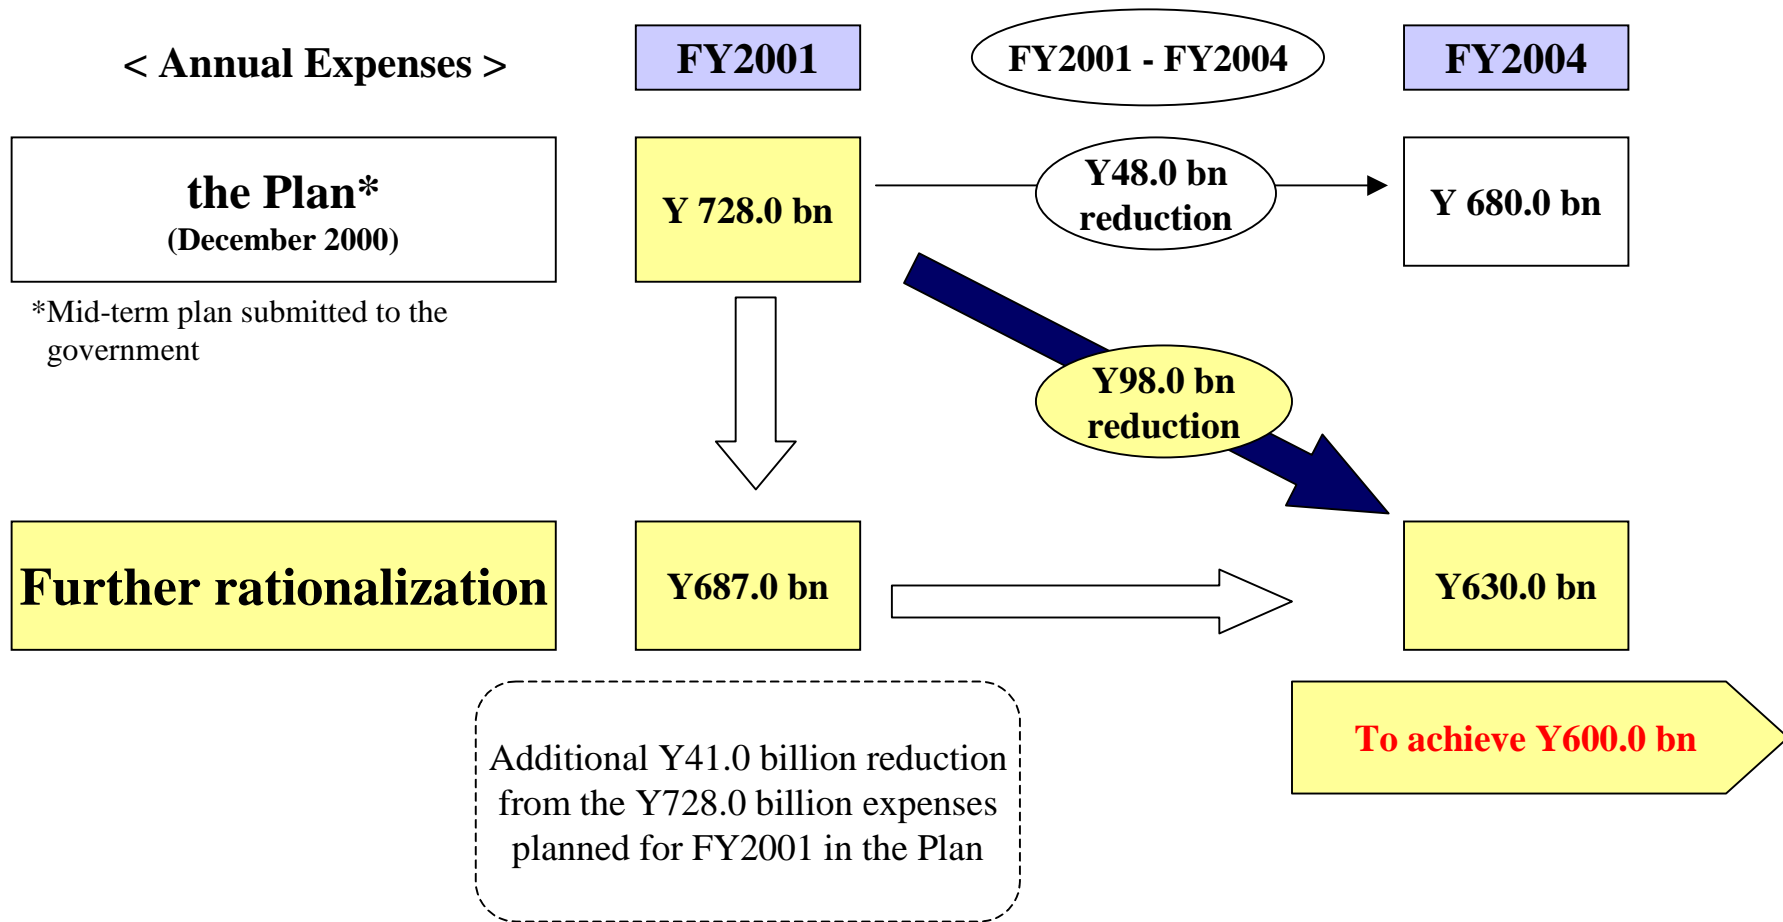 < Annual Expenses >
FY2001
FY2001 - FY2004
FY2004
the Plan*
(December 2000)
Y 728.0 bn
Y48.0 bn
reduction
Y 680.0 bn
*Mid-term plan submitted to the
government
Y98.0 bn
reduction
Further rationalization
Y687.0 bn
Y630.0 bn
Additional Y41.0 billion reduction
from the Y728.0 billion expenses
planned for FY2001 in the Plan
To achieve Y600.0 bn